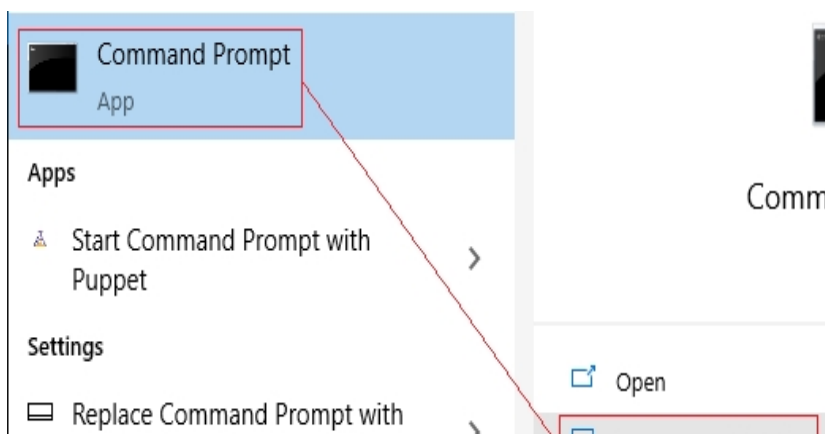 Command Prompt
App
Apps
Start Command Prompt with
Puppet
Settings
Replace Command Prompt with
Comm
Open